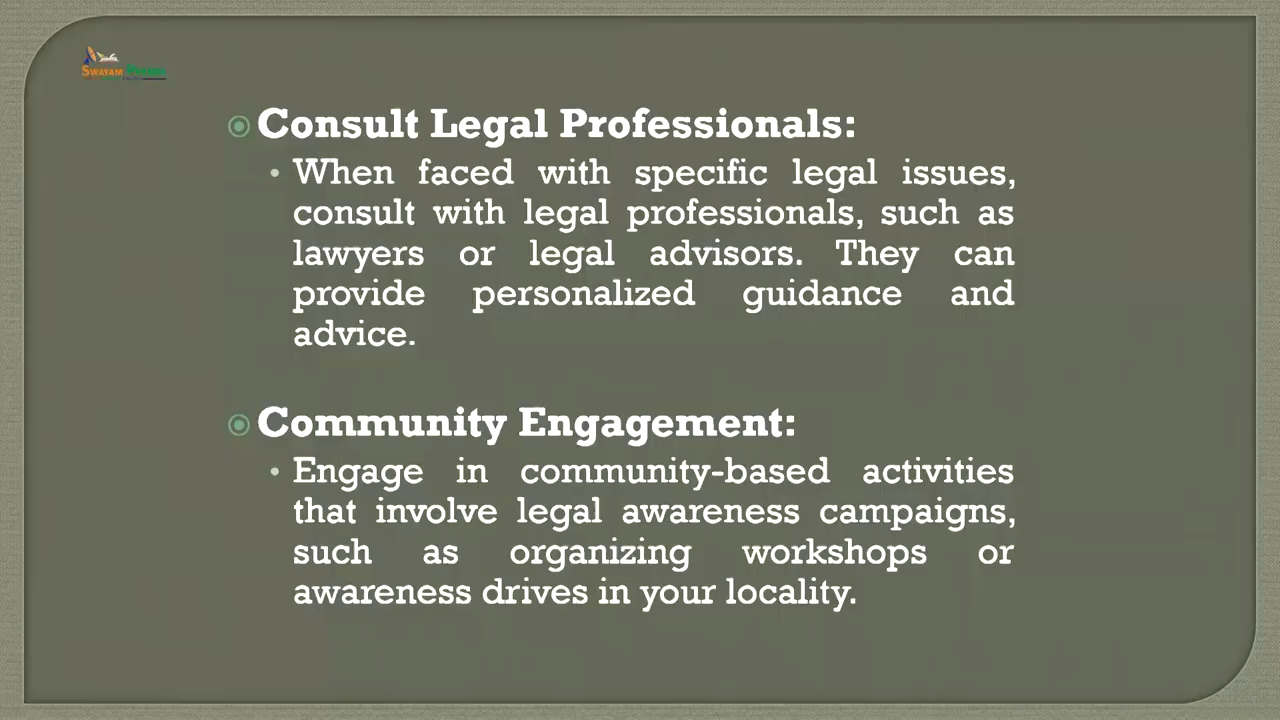 SWAYAM PRABHA
Consult Legal Professionals:
When faced with specific legal issues,
consult with legal professionals, such as
lawyers or legal advisors. They can
provide personalized guidance and
advice.
Community Engagement:
Engage in community-based activities
that involve legal awareness campaigns,
such as organizing workshops or
awareness drives in your locality.